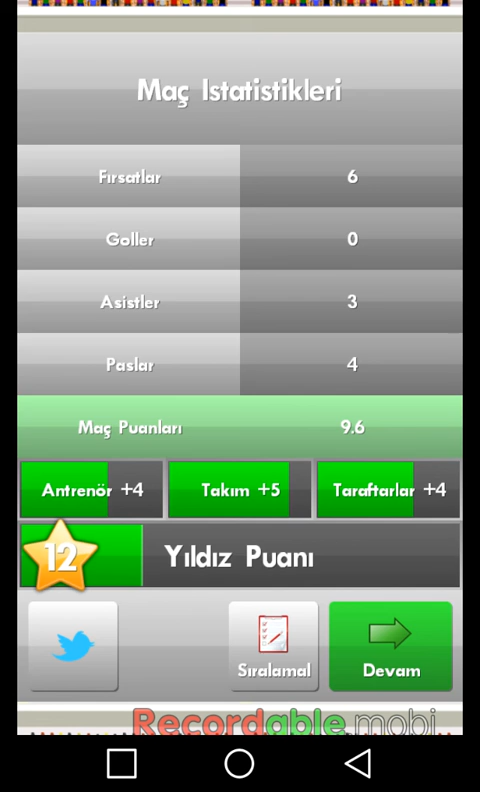 Maç Istatistikleri
Fırsatlar 6
Goller 0
Asistler 3
Paslar 4
Maç Puanları 9.6
Antrenör +4 Takım +5 Taraftarlar +4
12 Yıldız Puanı
Sıralamal Devam
Recordable.mobi